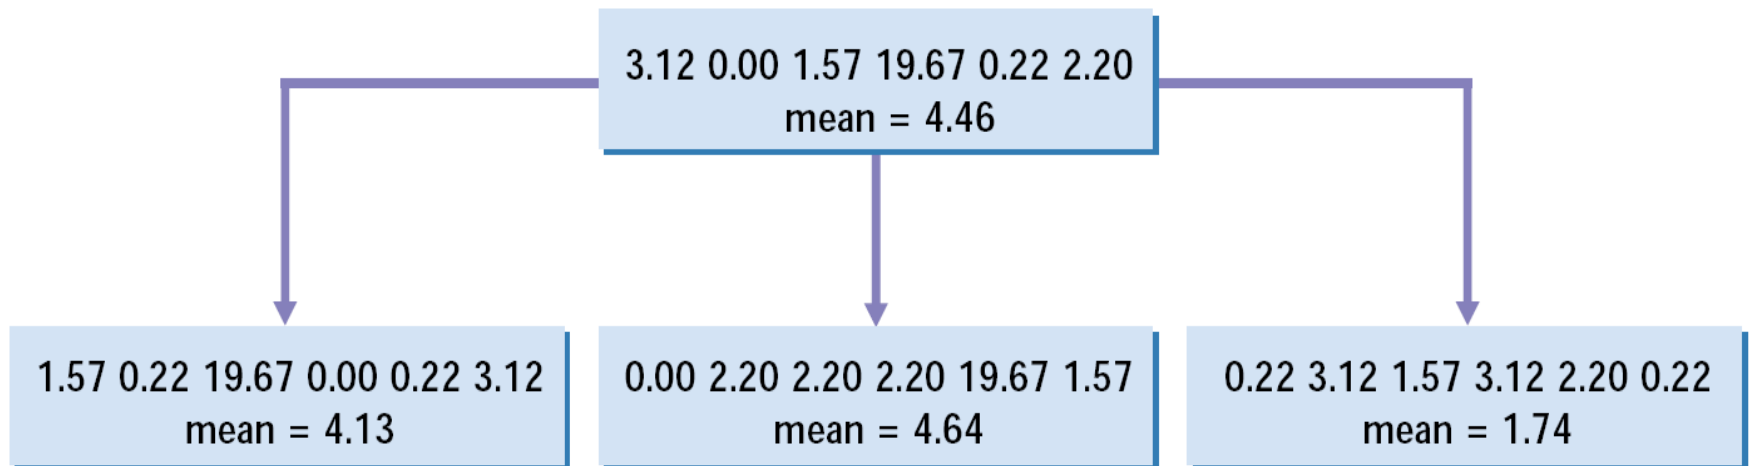 3.12 0.00 1.57 19.67 0.22 2.20
mean = 4.46
1.57 0.22 19.67 0.00 0.22 3.12
mean = 4.13
0.00 2.20 2.20 2.20 19.67 1.57
mean = 4.64
0.22 3.12 1.57 3.12 2.20 0.22
mean = 1.74